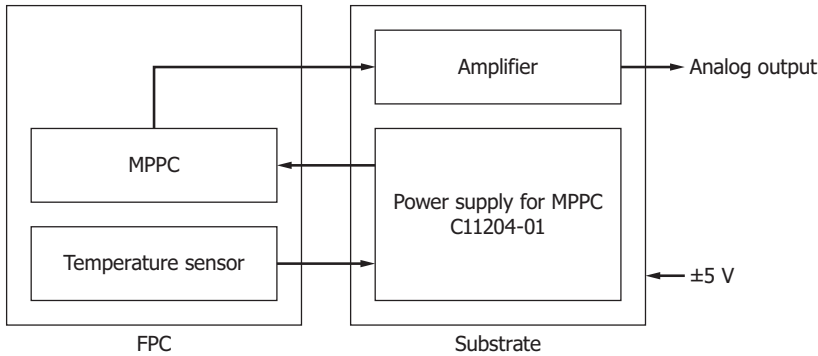 Amplifier
Analog output
MPPC
Power supply for MPPC
C11204-01
Temperature sensor
±5 V
FPC
Substrate